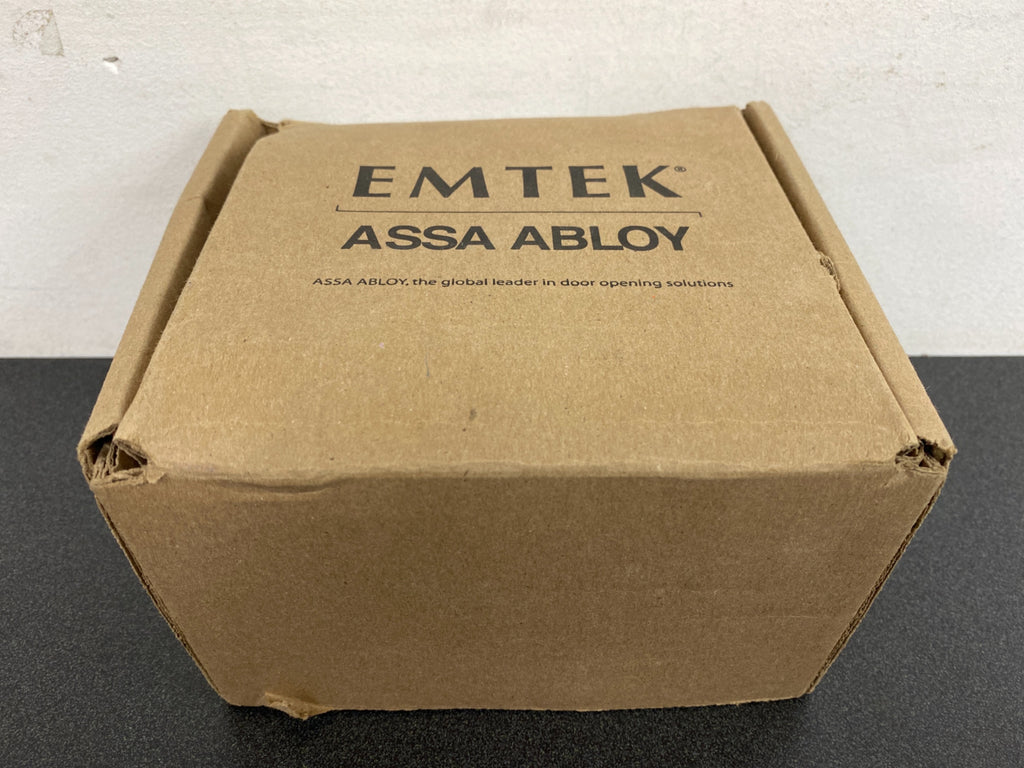 EMTEK®
ASSA ABLOY
ASSA ABLOY, the global leader in door opening solutions